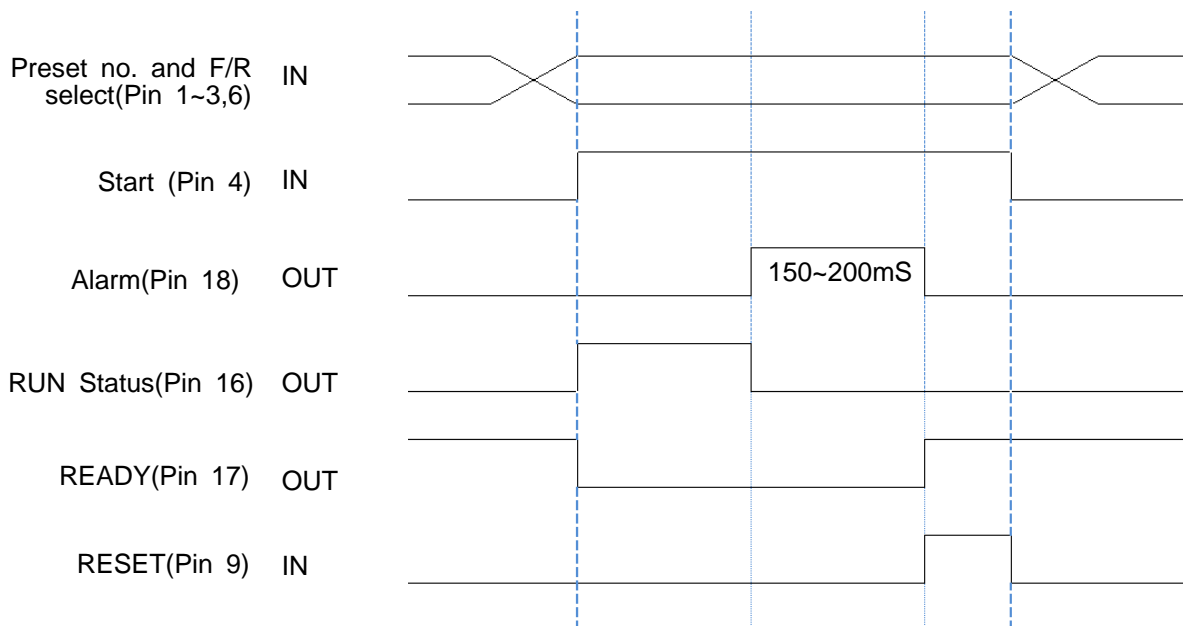 Preset no. and F/R
select(Pin 1~3,6) IN
Start (Pin 4) IN
Alarm(Pin 18) OUT
150~200mS
RUN Status(Pin 16) OUT
READY(Pin 17) OUT
RESET(Pin 9) IN